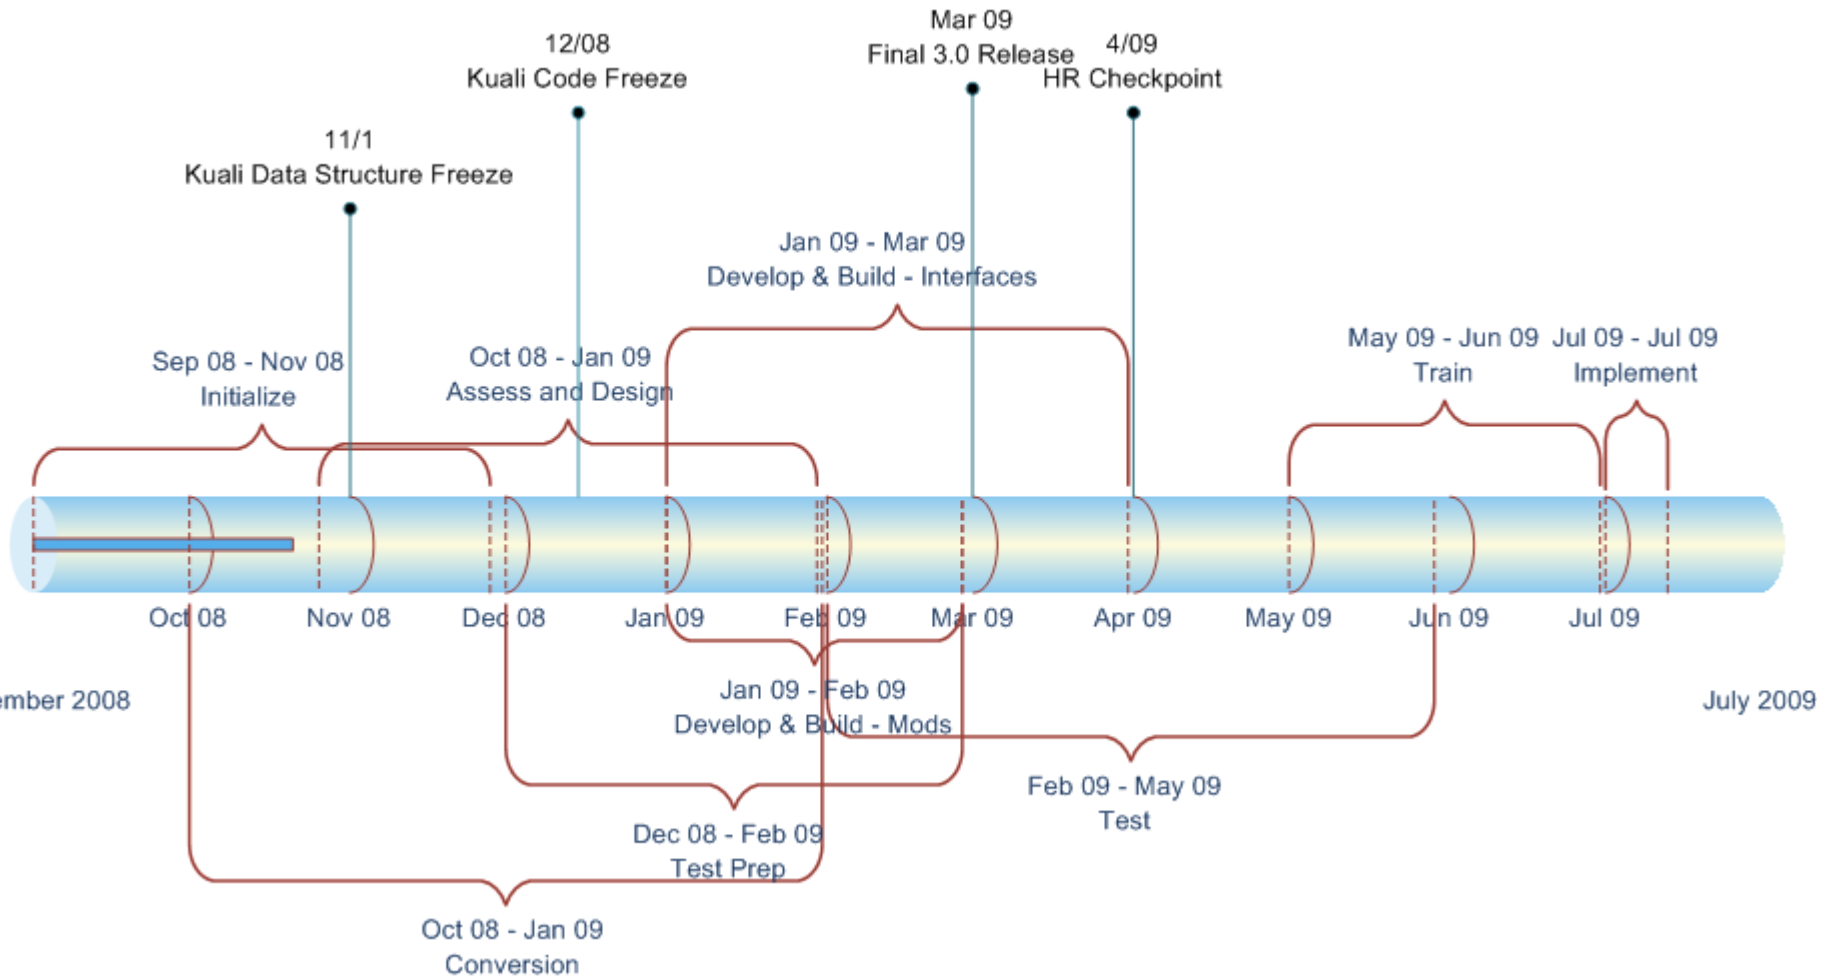 Mar 09
Final 3.0 Release
12/08
Kuali Code Freeze
4/09
HR Checkpoint
11/1
Kuali Data Structure Freeze
Jan 09 - Mar 09
Develop & Build - Interfaces
Sep 08 - Nov 08
Initialize
Oct 08 - Jan 09
Assess and Design
May 09 - Jun 09
Train
Jul 09 - Jul 09
Implement
Oct 08
Nov 08
Dec 08
Jan 09
Feb 09
Mar 09
Apr 09
May 09
Jun 09
Jul 09
ember 2008
July 2009
Jan 09 - Feb 09
Develop & Build - Mods
Feb 09 - May 09
Test
Dec 08 - Feb 09
Test Prep
Oct 08 - Jan 09
Conversion